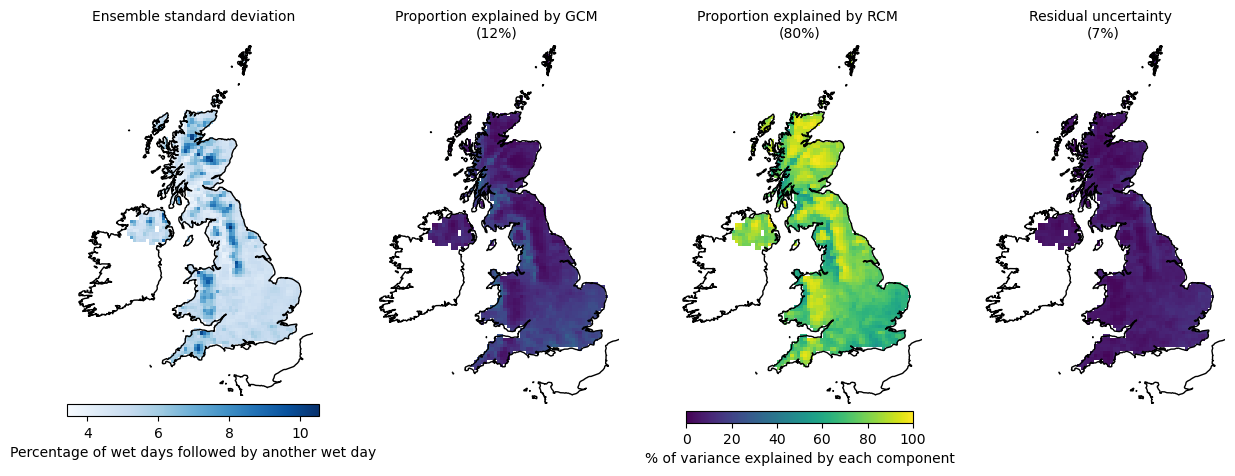 Ensemble standard deviation
Proportion explained by GCM
(12%)
Proportion explained by RCM
(80%)
Residual uncertainty
(7%)
4 6 8 10
Percentage of wet days followed by another wet day
0 20 40 60 80 100
% of variance explained by each component